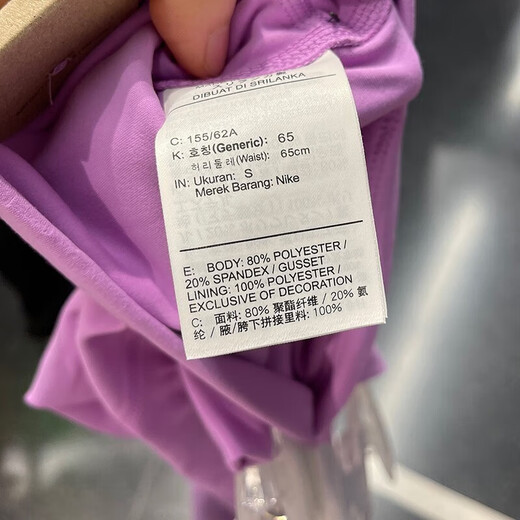 DIBUAT DI SRILANKA
C: 155/62A
K: 호칭(Generic): 65
허리둘레(Waist): 65cm
IN: Ukuran: S
Merek Barang: Nike
E: BODY: 80% POLYESTER /
20% SPANDEX / GUSSET
LINING: 100% POLYESTER /
EXCLUSIVE OF DECORATION
C: 面料: 80% 聚酯纤维 / 20% 氨
纶 / 腋/胯下拼接里料: 100%